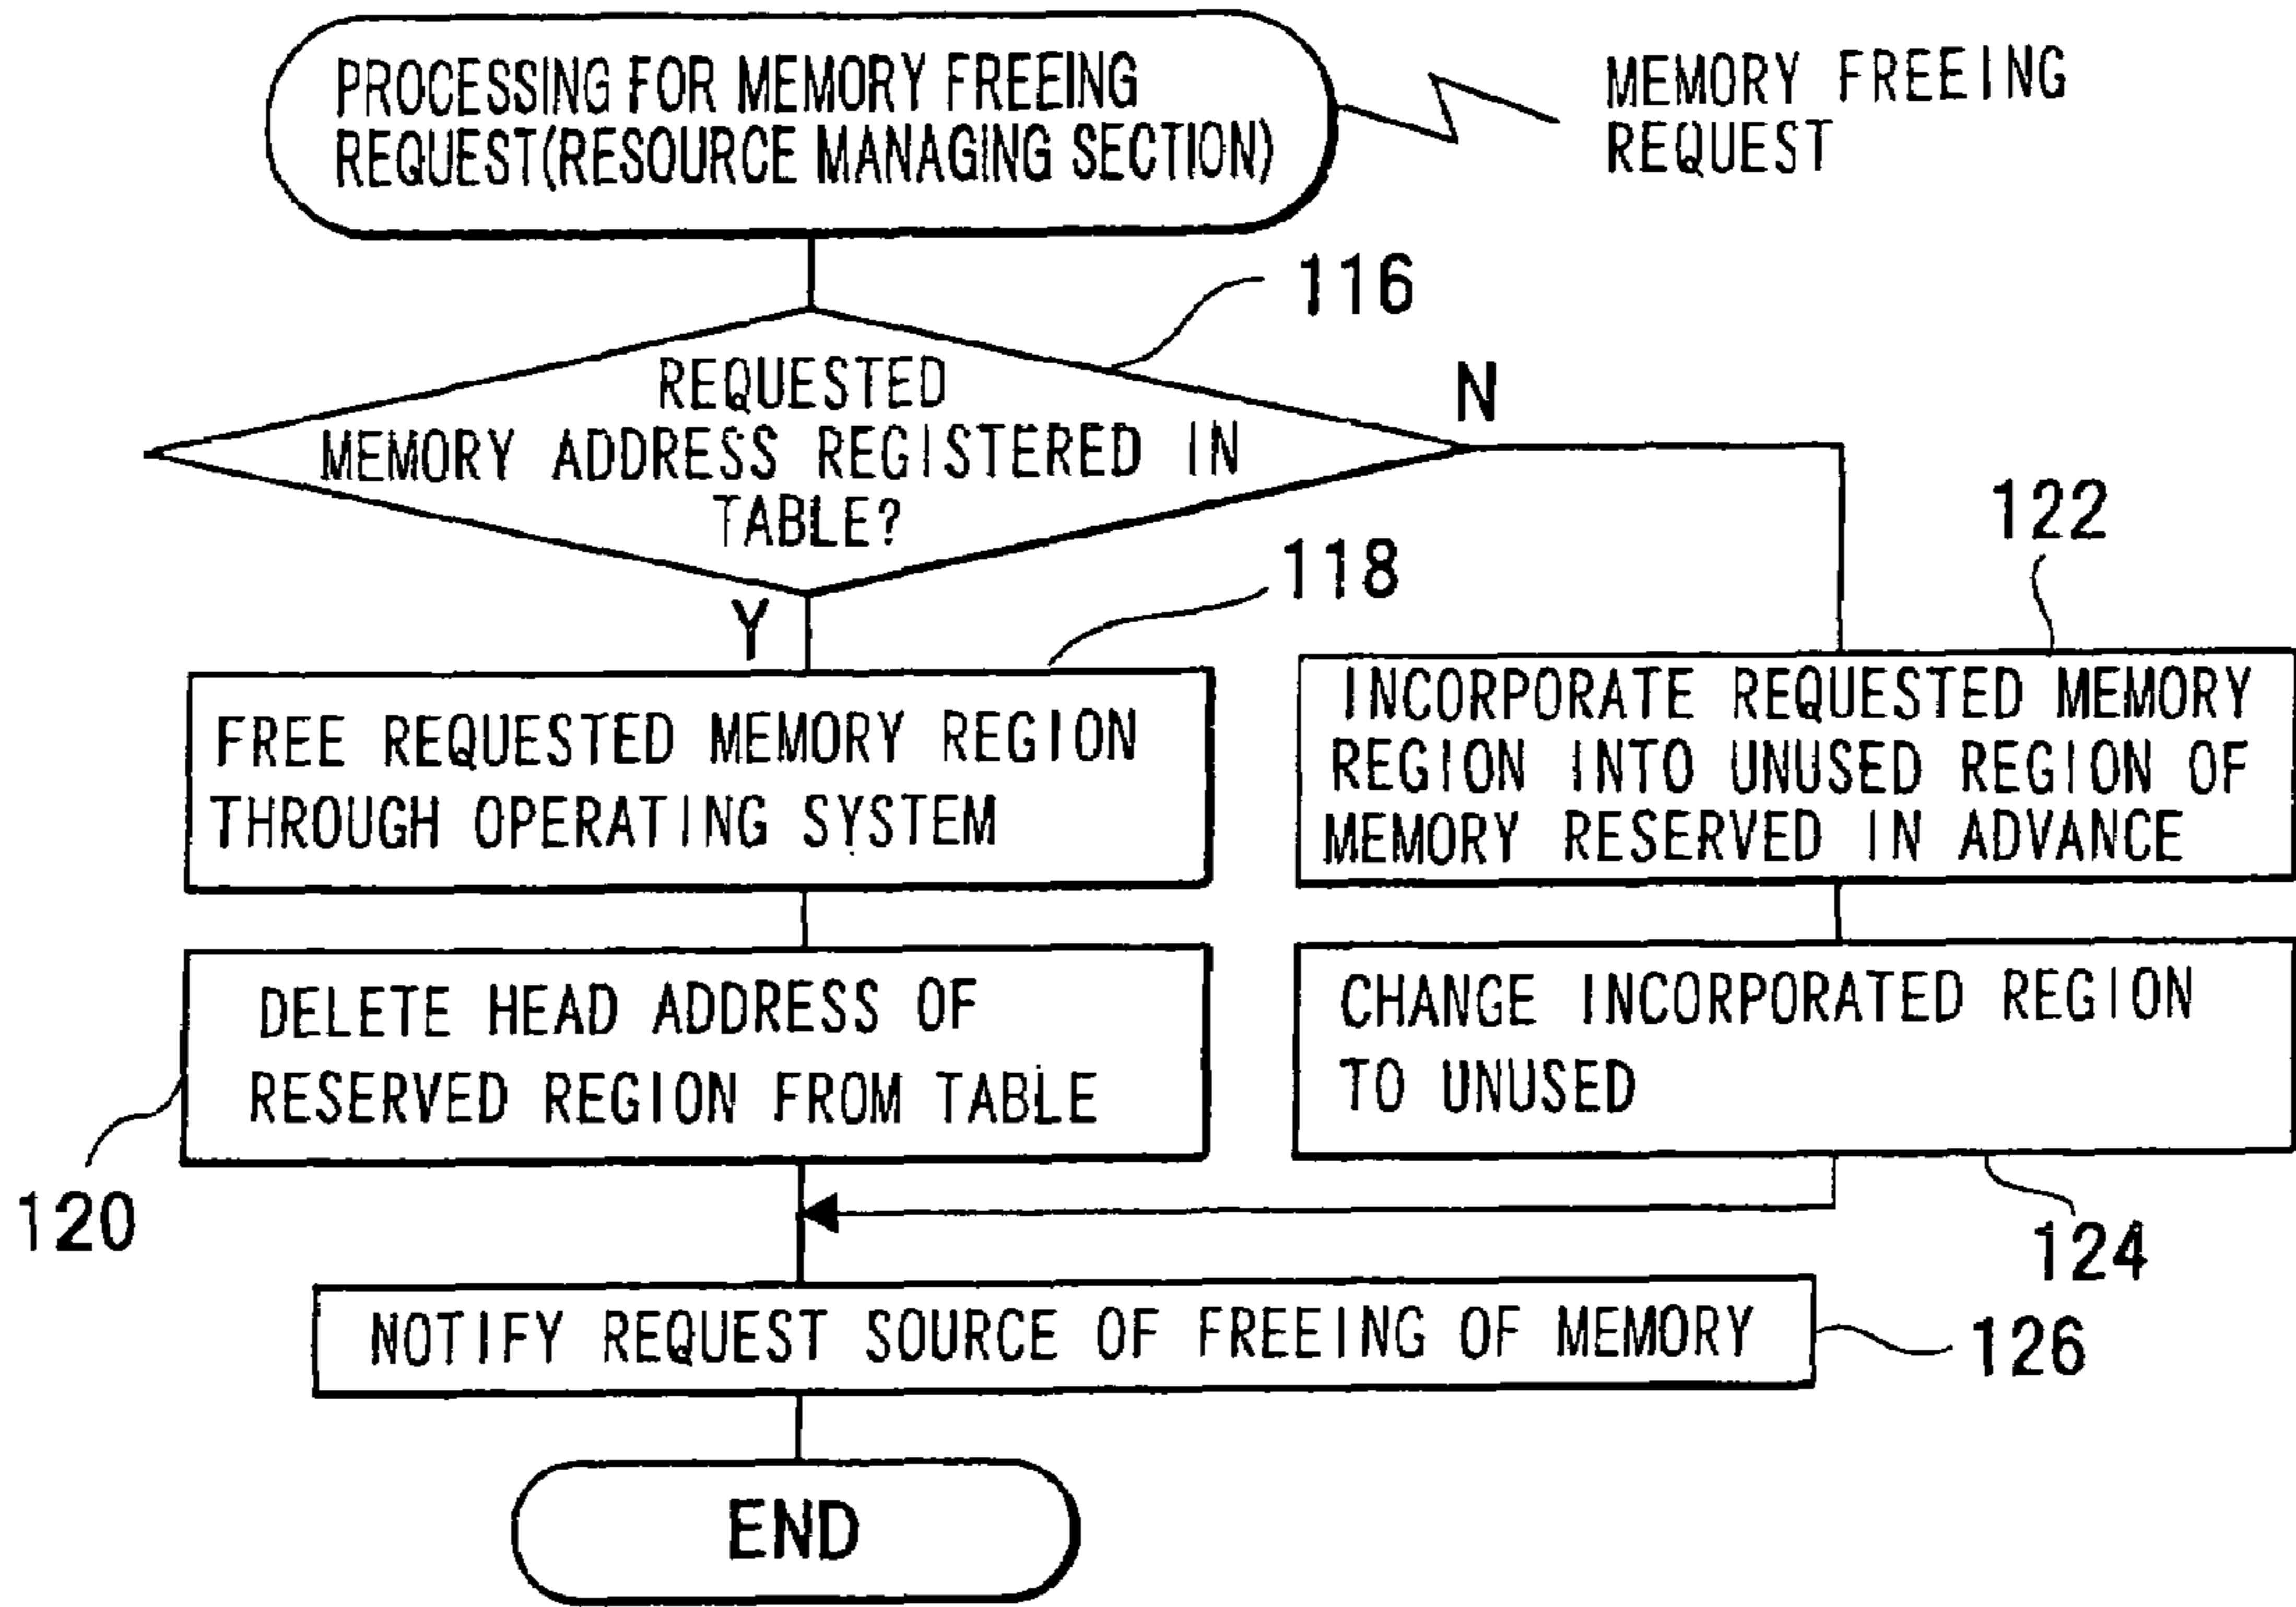 PROCESSING FOR MEMORY FREEING
REQUEST(RESOURCE MANAGING SECTION)
MEMORY FREEING
REQUEST
116
REQUESTED
MEMORY ADDRESS REGISTERED IN
TABLE?
N
Y
118
122
FREE REQUESTED MEMORY REGION
THROUGH OPERATING SYSTEM
INCORPORATE REQUESTED MEMORY
REGION INTO UNUSED REGION OF
MEMORY RESERVED IN ADVANCE
DELETE HEAD ADDRESS OF
RESERVED REGION FROM TABLE
CHANGE INCORPORATED REGION
TO UNUSED
120
124
NOTIFY REQUEST SOURCE OF FREEING OF MEMORY
126
END